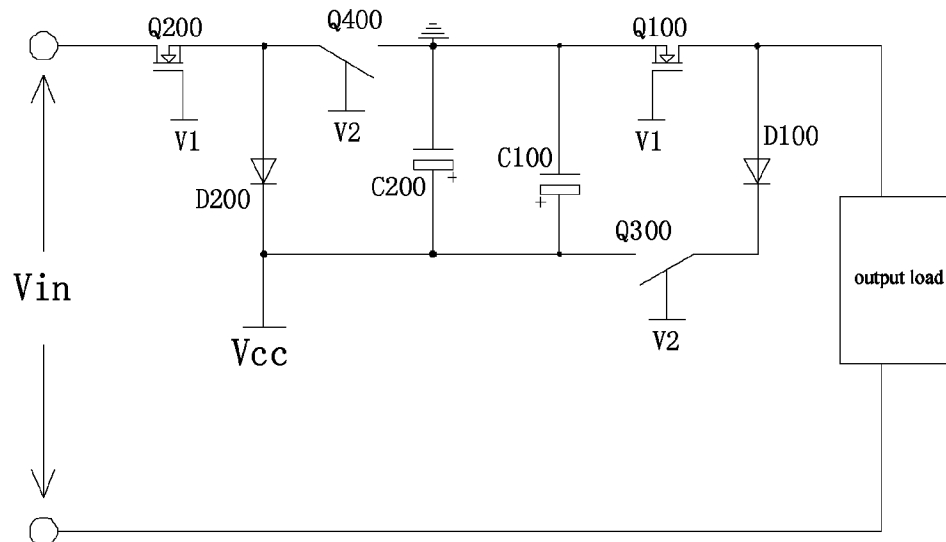 Q200
Q400
Q100
V1
V2
V1
D100
C100
C200
+
+
D200
Q300
Vin
output load
V2
Vcc